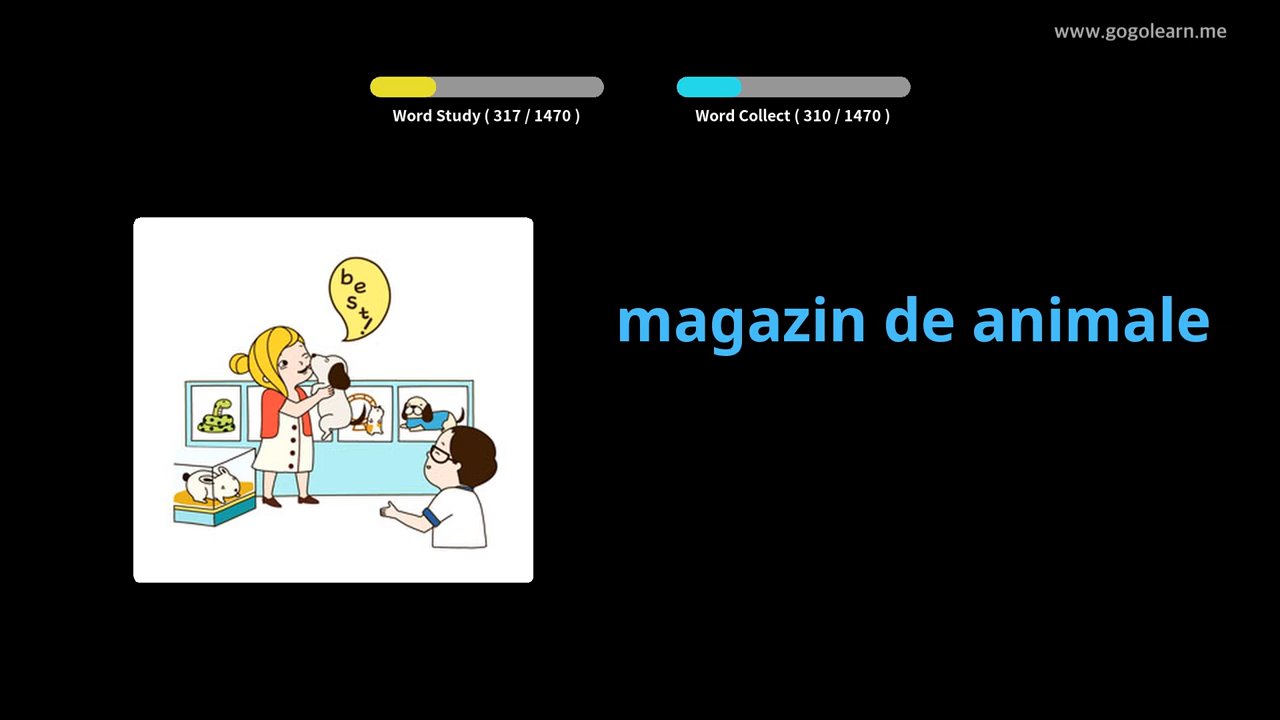 www.gogolearn.me
Word Study ( 317 / 1470 )
Word Collect ( 310 / 1470 )
best!
magazin de animale